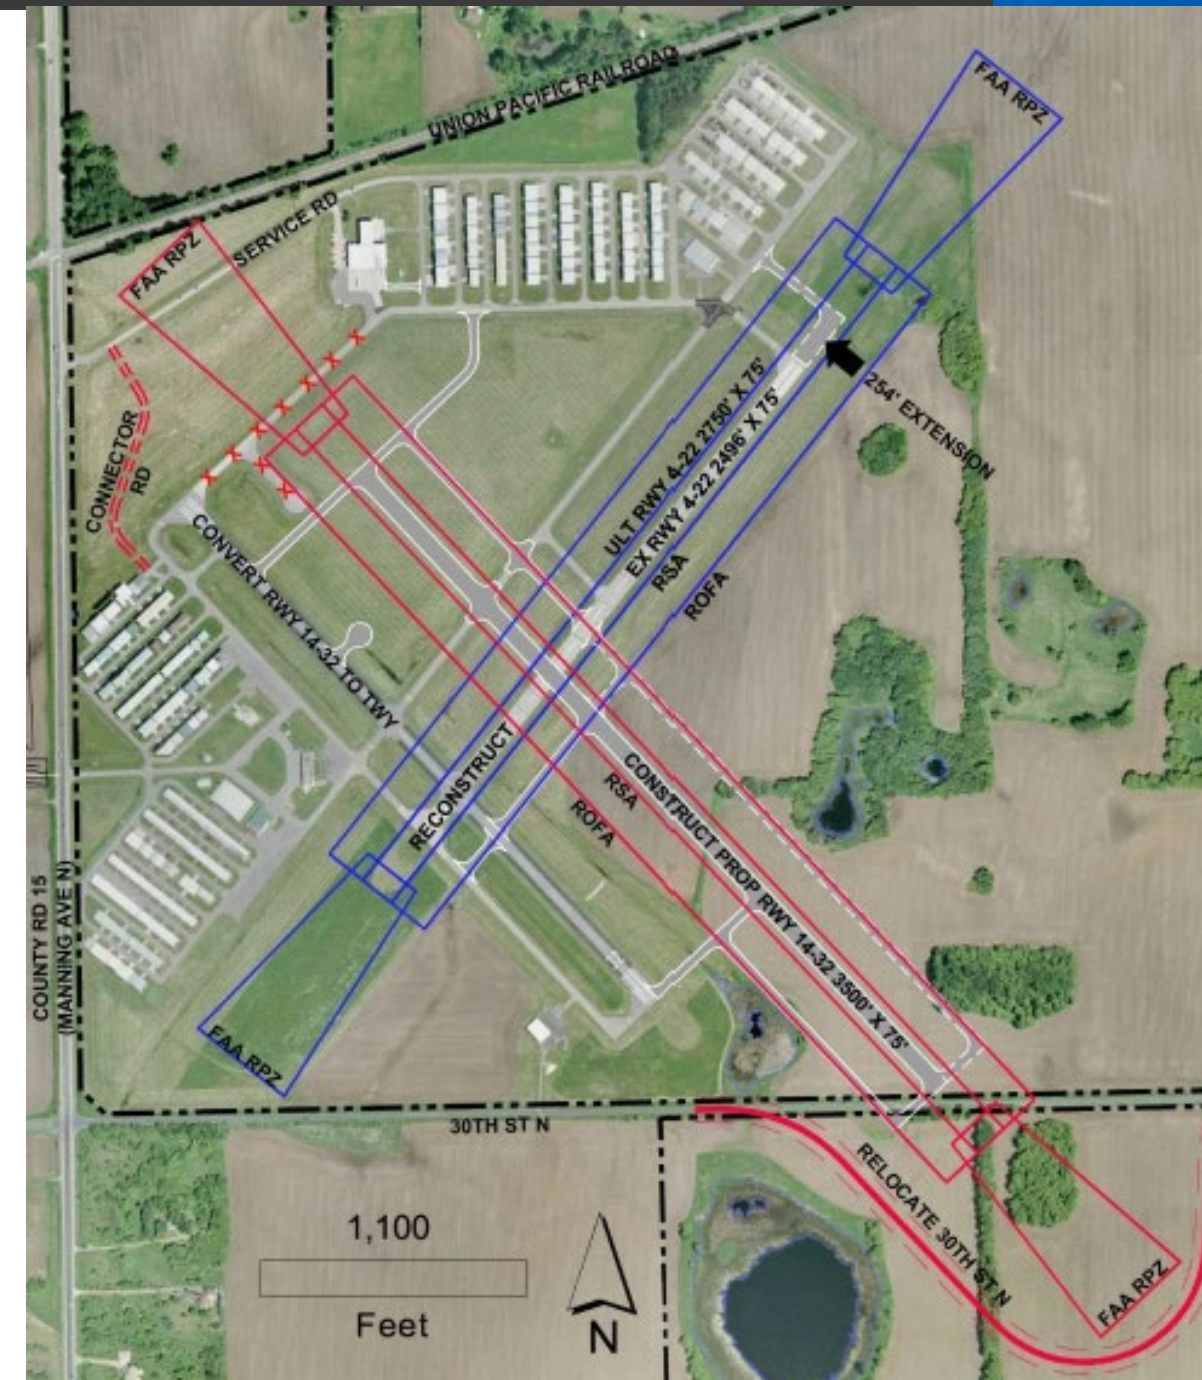 UNION PACIFIC RAILROAD
FAA RPZ
FAA RPZ
SERVICE RD
254' EXTENSION
CONNECTOR
RD
ULT RWY 4-22 2750' X 75'
EX RWY 4-22 2496' X 75'
RSA
ROFA
CONVERT RWY 14-32 TO TWY
RECONSTRUCT
CONSTRUCT PROP RWY 14-32 3500' X 75'
RSA
ROFA
COUNTY RD 15
(MANNING AVE N)
FAA RPZ
30TH ST N
RELOCATE 30TH ST N
FAA RPZ
1,100
Feet
N